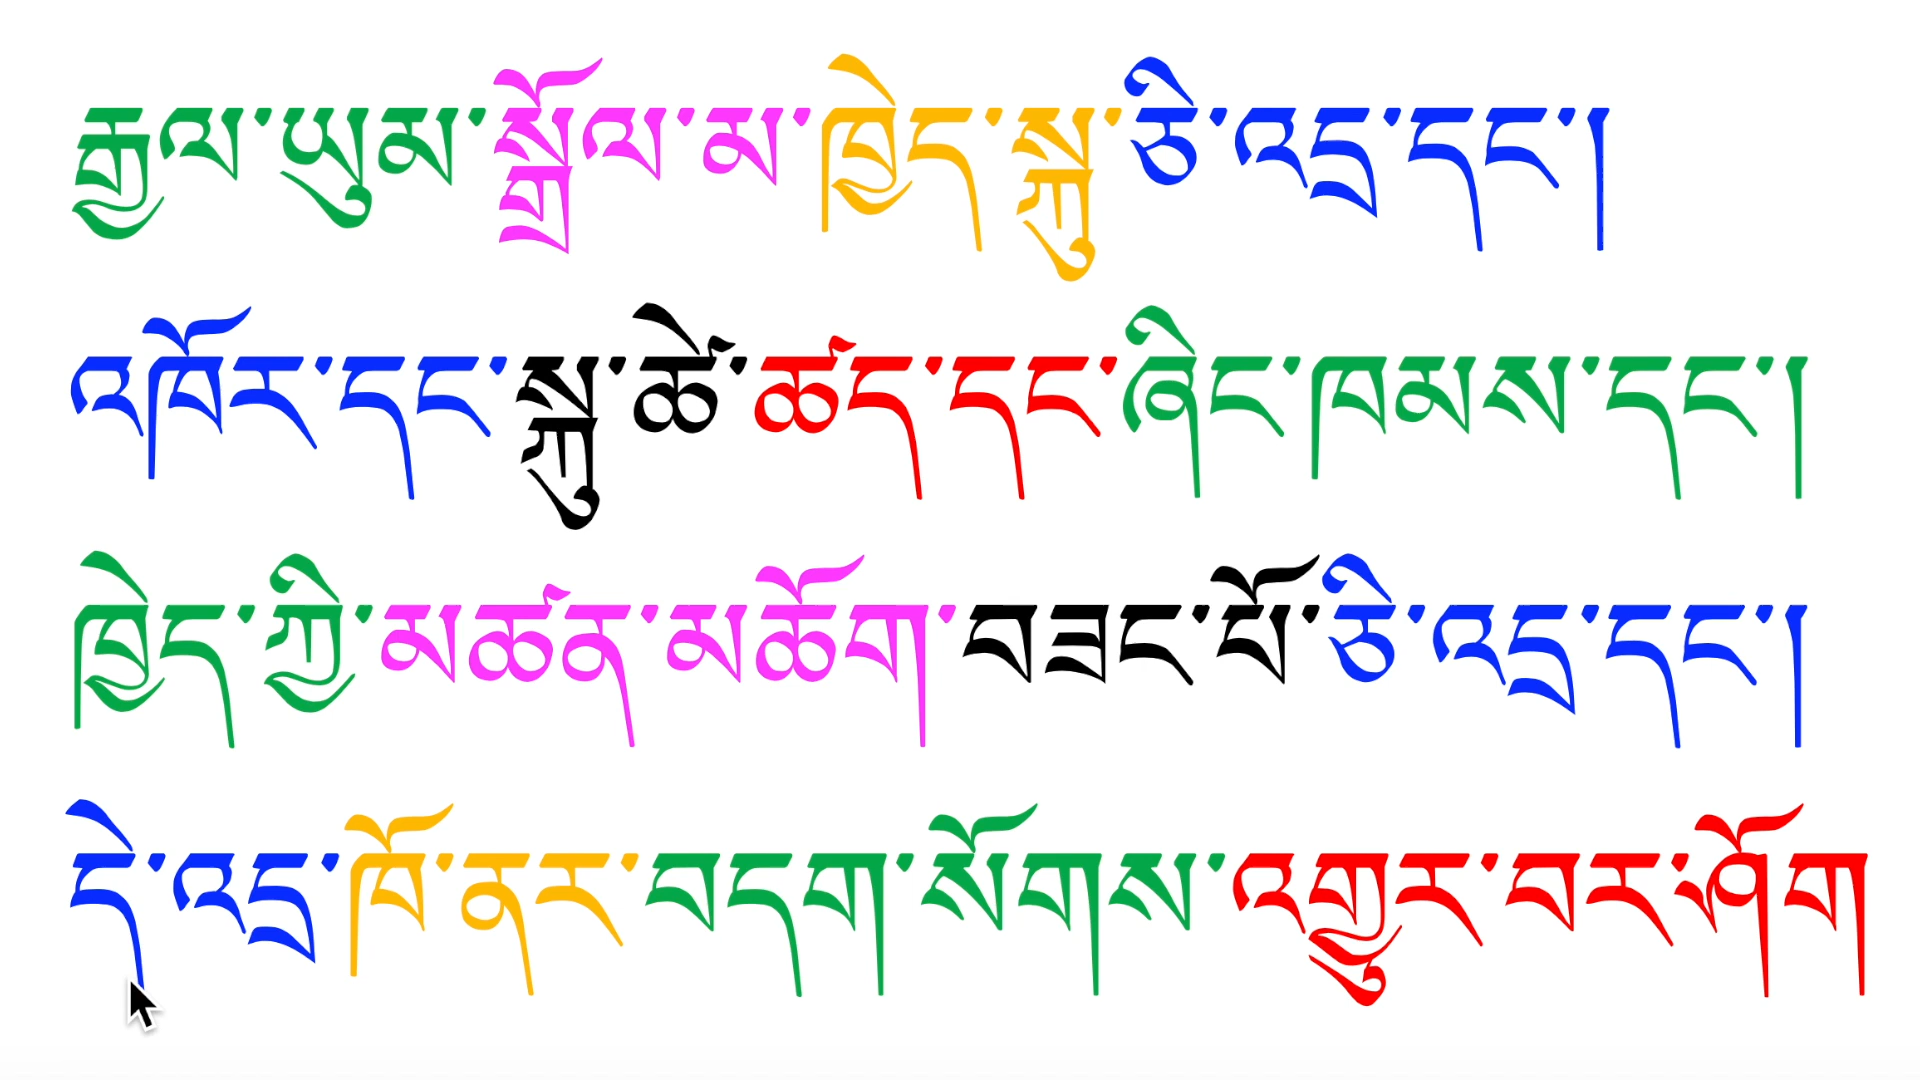 རྒྱལ་ཡུམ་སྒྲོལ་མ་ཁྱེད་སྐུ་ཅི་འདྲ་དང་།
འཁོར་དང་སྐུ་ཚེ་ཚད་དང་ཞིང་ཁམས་དང་།
ཁྱེད་ཀྱི་མཚན་མཆོག་བཟང་པོ་ཅི་འདྲ་དང་།
དེ་འདྲ་ཁོ་ནར་བདག་སོགས་འགྱུར་བར་ཤོག